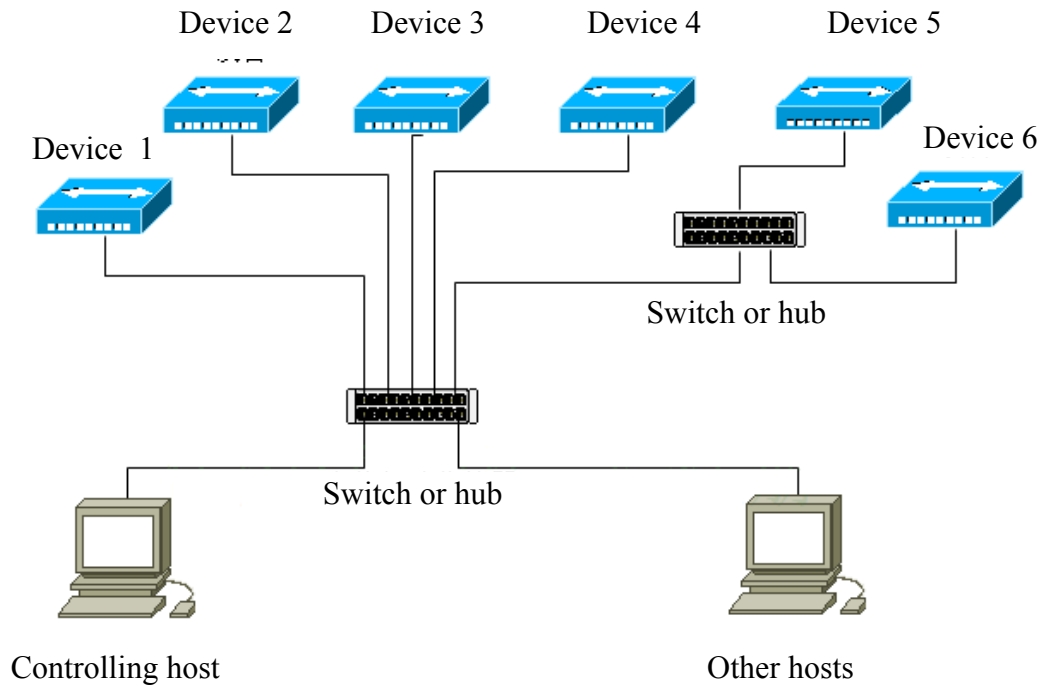 Device 2
Device 3
Device 4
Device 5
Device 1
Device 6
Switch or hub
Switch or hub
Controlling host
Other hosts